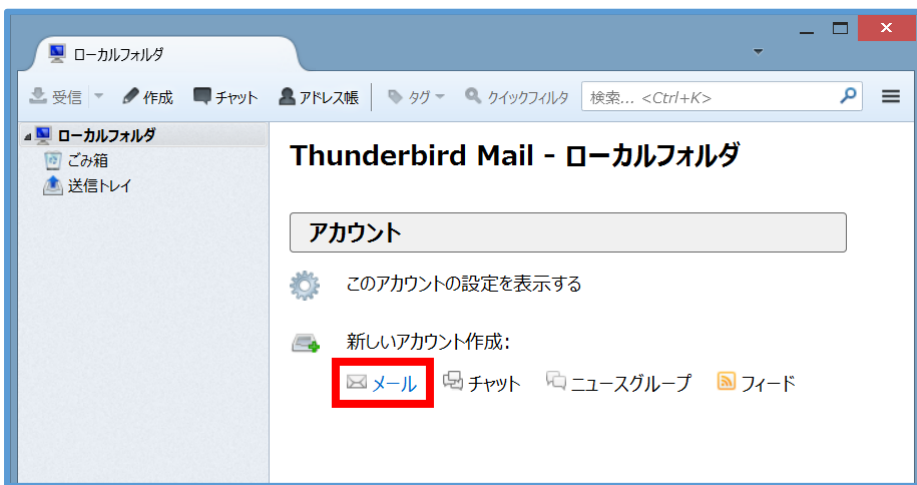 ローカルフォルダ
受信 作成 チャット アドレス帳 タグ クイックフィルタ 検索... <Ctrl+K>
ローカルフォルダ
ごみ箱
送信トレイ
Thunderbird Mail - ローカルフォルダ
アカウント
このアカウントの設定を表示する
新しいアカウント作成:
メール チャット ニュースグループ フィード